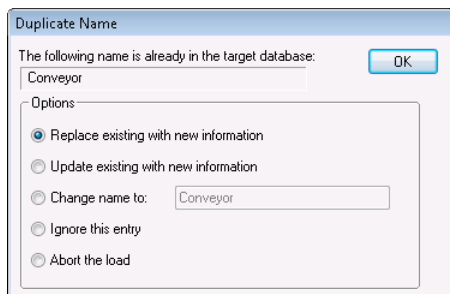 Duplicate Name
The following name is already in the target database:
OK
Conveyor
Options
Replace existing with new information
Update existing with new information
Change name to: Conveyor
Ignore this entry
Abort the load